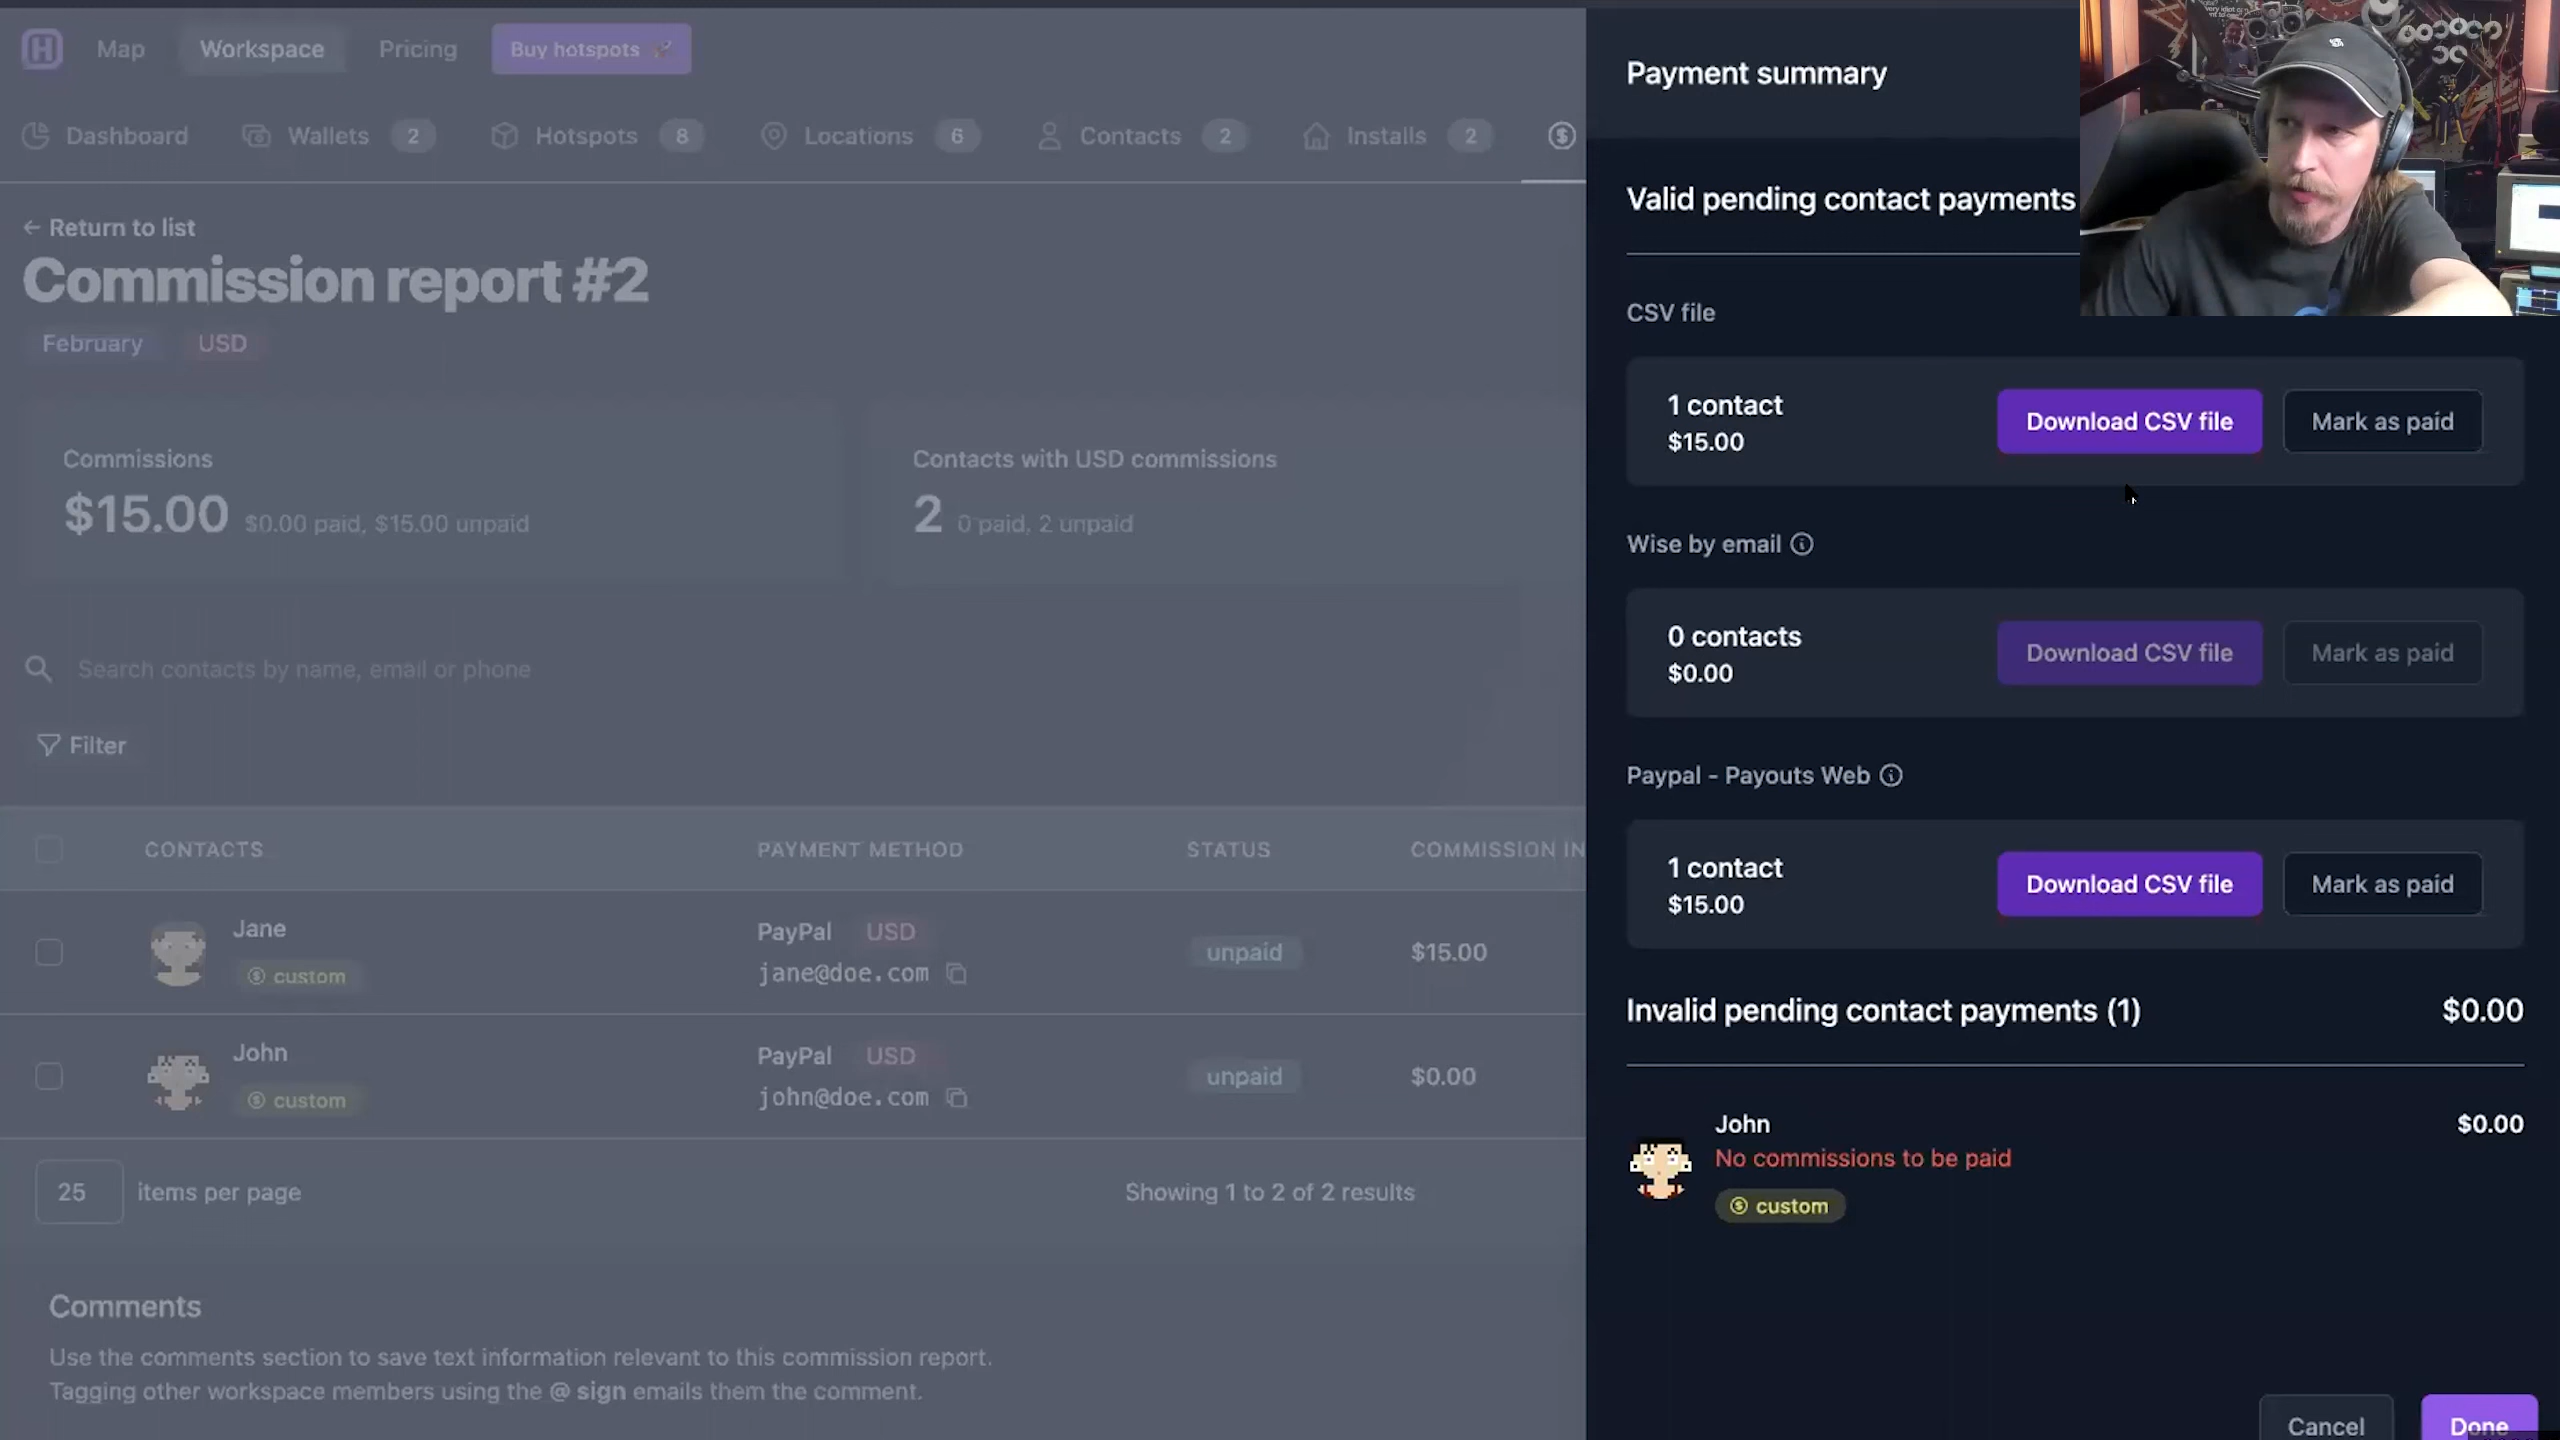 Map
Workspace
Pricing
Buy hotspots
Dashboard
Wallets 2
Hotspots 8
Locations 6
Contacts 2
Installs 2
← Return to list
Commission report #2
February
USD
Commissions
$15.00 $0.00 paid, $15.00 unpaid
Contacts with USD commissions
2 0 paid, 2 unpaid
Search contacts by name, email or phone
Filter
CONTACTS
PAYMENT METHOD
STATUS
COMMISSION IN
Jane
custom
PayPal USD
jane@doe.com
unpaid
$15.00
John
custom
PayPal USD
john@doe.com
unpaid
$0.00
25 items per page
Showing 1 to 2 of 2 results
Comments
Use the comments section to save text information relevant to this commission report.
Tagging other workspace members using the @ sign emails them the comment.
Payment summary
Valid pending contact payments
CSV file
1 contact
$15.00
Download CSV file
Mark as paid
Wise by email
0 contacts
$0.00
Download CSV file
Mark as paid
Paypal - Payouts Web
1 contact
$15.00
Download CSV file
Mark as paid
Invalid pending contact payments (1)
$0.00
John
$0.00
No commissions to be paid
custom
Cancel
Done